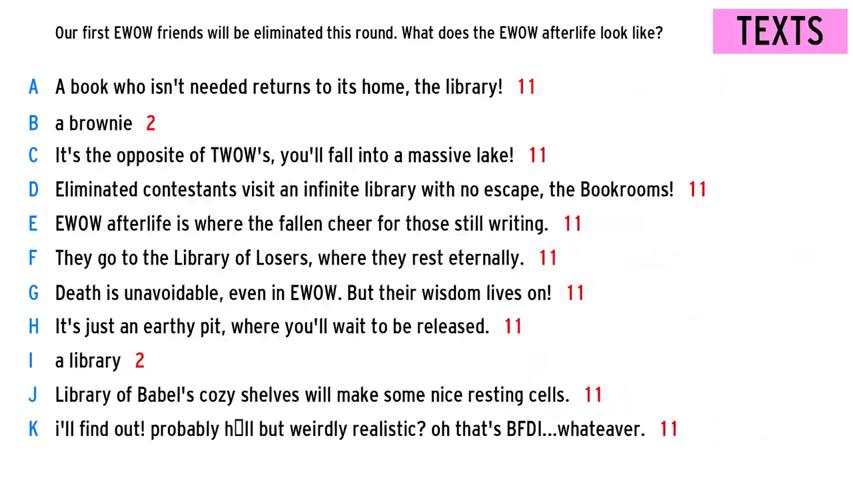 Our first EWOW friends will be eliminated this round. What does the EWOW afterlife look like?
TEXTS
A A book who isn't needed returns to its home, the library! 11
B a brownie 2
C It's the opposite of TWOW's, you'll fall into a massive lake! 11
D Eliminated contestants visit an infinite library with no escape, the Bookrooms! 11
E EWOW afterlife is where the fallen cheer for those still writing. 11
F They go to the Library of Losers, where they rest eternally. 11
G Death is unavoidable, even in EWOW. But their wisdom lives on! 11
H It's just an earthy pit, where you'll wait to be released. 11
I a library 2
J Library of Babel's cozy shelves will make some nice resting cells. 11
K i'll find out! probably h▯ll but weirdly realistic? oh that's BFDI...whateaver. 11